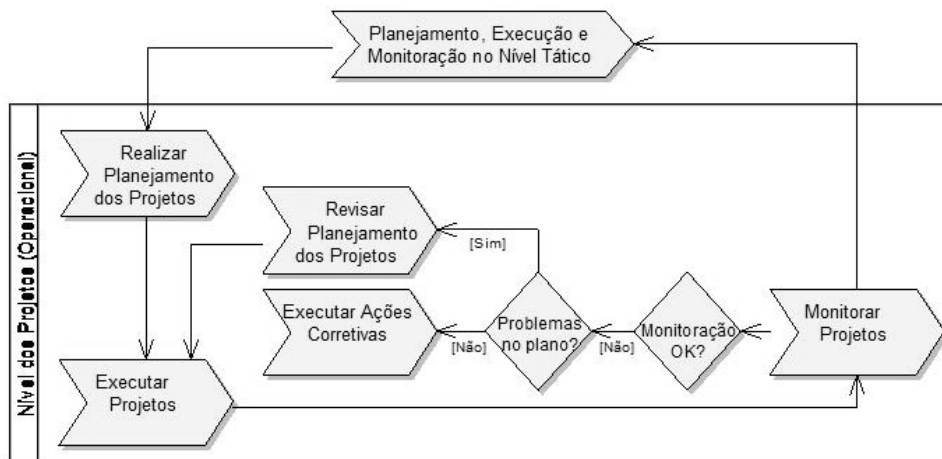 Planejamento, Execução e
Monitoração no Nível Tático
Nível dos Projetos (Operacional)
Realizar
Planejamento
dos Projetos
Revisar
Planejamento
dos Projetos
[Sim]
Executar Ações
Corretivas
[Não]
Problemas
no plano?
[Não]
Monitoração
OK?
Monitorar
Projetos
Executar
Projetos